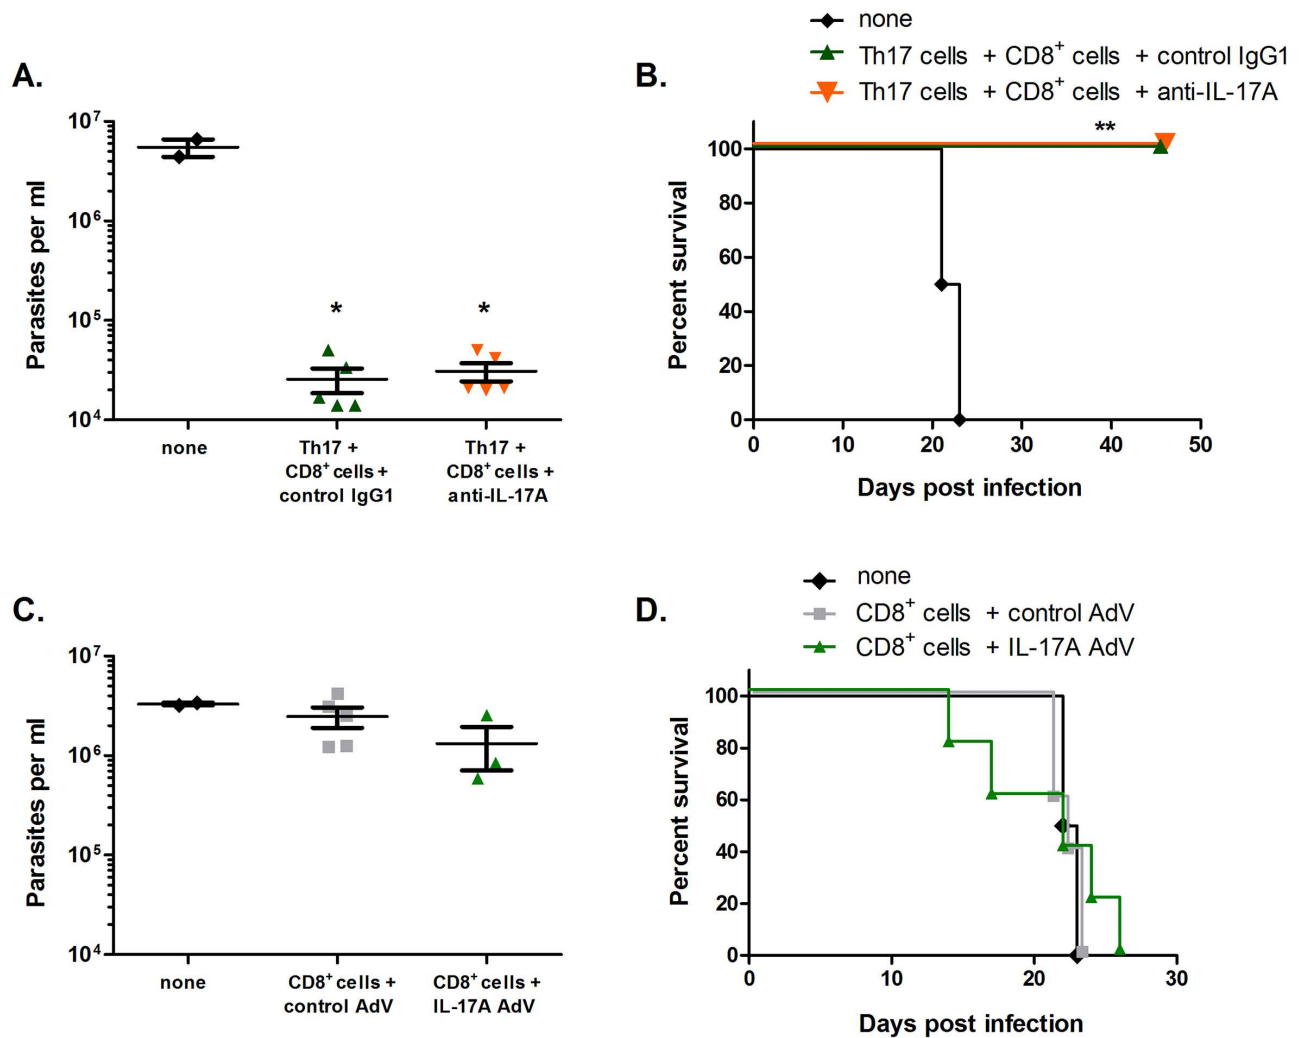 A.
10⁷
10⁶
10⁵
10⁴
Parasites per ml
*
*
none
Th17 +
CD8⁺ cells +
control IgG1
Th17 +
CD8⁺ cells +
anti-IL-17A
B.
none
Th17 cells + CD8⁺ cells + control IgG1
Th17 cells + CD8⁺ cells + anti-IL-17A
**
100
80
60
40
20
0
Percent survival
0 10 20 30 40 50
Days post infection
C.
10⁷
10⁶
10⁵
10⁴
Parasites per ml
none
CD8⁺ cells +
control AdV
CD8⁺ cells +
IL-17A AdV
D.
none
CD8⁺ cells + control AdV
CD8⁺ cells + IL-17A AdV
100
80
60
40
20
0
Percent survival
0 10 20 30
Days post infection